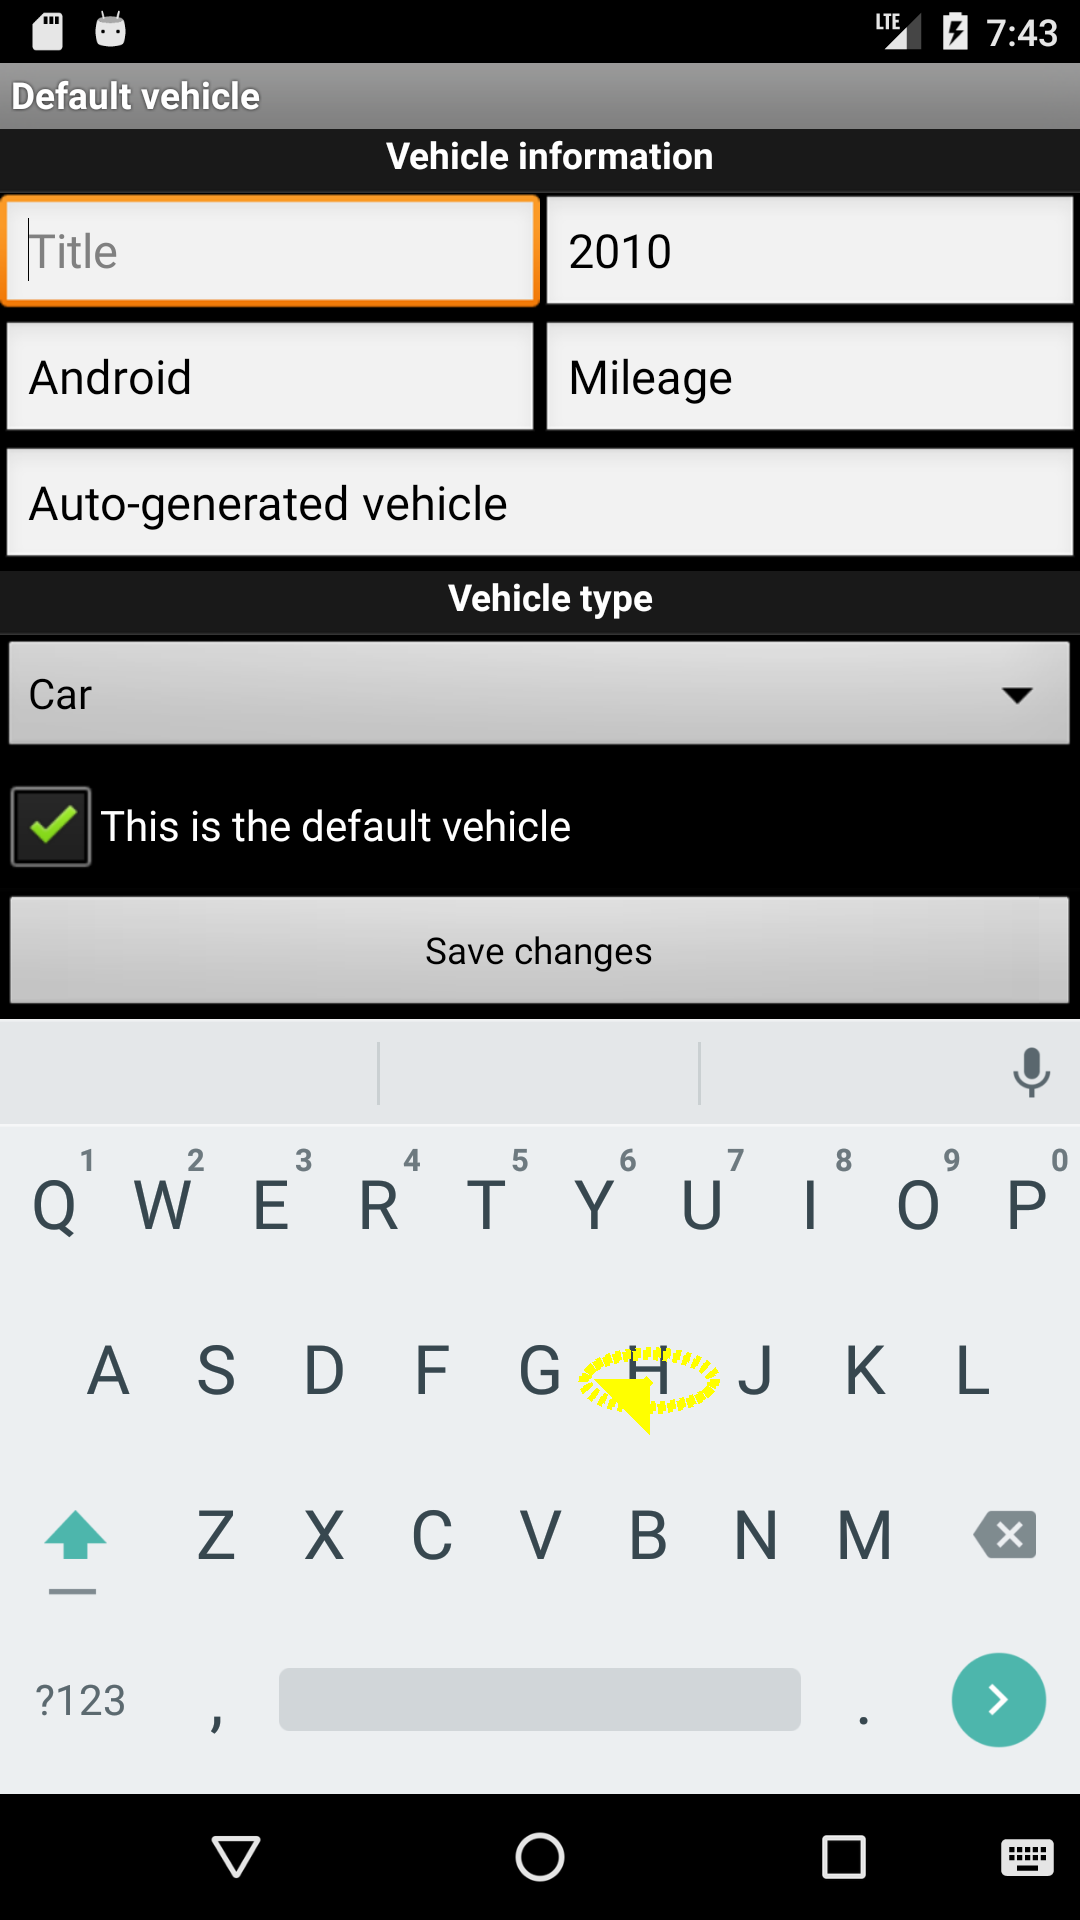 LTE 7:43
Default vehicle
Vehicle information
Title 2010
Android Mileage
Auto-generated vehicle
Vehicle type
Car
This is the default vehicle
Save changes
1 2 3 4 5 6 7 8 9 0
Q W E R T Y U I O P
A S D F G H J K L
Z X C V B N M
?123 , .